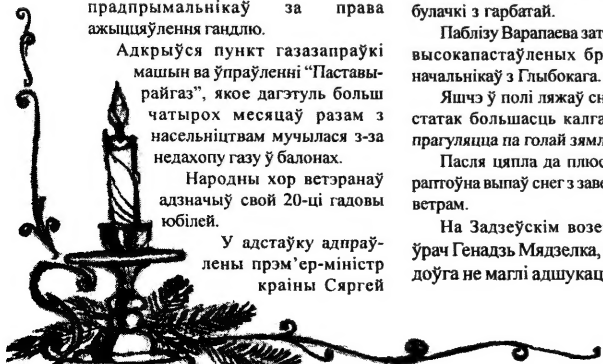 прадпрымальнікаў за права
ажыццяўлення гандлю.
Адкрыўся пункт газазапраўкі
машын ва ўпраўленні “Паставы-
райгаз”, якое дагэтуль больш
чатырох месяцаў разам з
насельніцтвам мучылася з-за
недахопу газу ў балонах.
Народны хор ветэранаў
адзначыў свой 20-ці гадовы
юбілей.
У адстаўку адпраў-
лены прэм’ер-міністр
краіны Сяргей
булачкі з гарбатай.
Паблізу Варапаева зат
высокапастаўленых бр
начальнікаў з Глыбокага.
Яшчэ ў полі ляжаў сн
статак большасць калга
прагуляцца па голай зямл
Пасля цяпла да плюс
раптоўна выпаў снег з заве
ветрам.
На Задзеўскім возе
ўрач Генадзь Мядзелка,
доўга не маглі адшукац